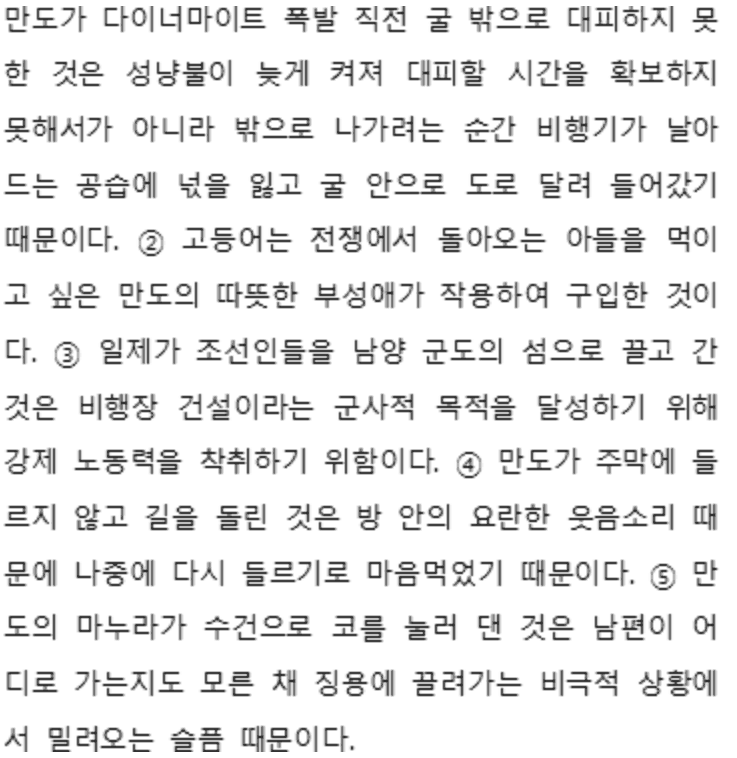 만도가 다이너마이트 폭발 직전 굴 밖으로 대피하지 못
한 것은 성냥불이 늦게 켜져 대피할 시간을 확보하지
못해서가 아니라 밖으로 나가려는 순간 비행기가 날아
드는 공습에 넋을 잃고 굴 안으로 도로 달려 들어갔기
때문이다. ② 고등어는 전쟁에서 돌아오는 아들을 먹이
고 싶은 만도의 따뜻한 부성애가 작용하여 구입한 것이
다. ③ 일제가 조선인들을 남양 군도의 섬으로 끌고 간
것은 비행장 건설이라는 군사적 목적을 달성하기 위해
강제 노동력을 착취하기 위함이다. ④ 만도가 주막에 들
르지 않고 길을 돌린 것은 방 안의 요란한 웃음소리 때
문에 나중에 다시 들르기로 마음먹었기 때문이다. ⑤ 만
도의 마누라가 수건으로 코를 눌러 댄 것은 남편이 어
디로 가는지도 모른 채 징용에 끌려가는 비극적 상황에
서 밀려오는 슬픔 때문이다.